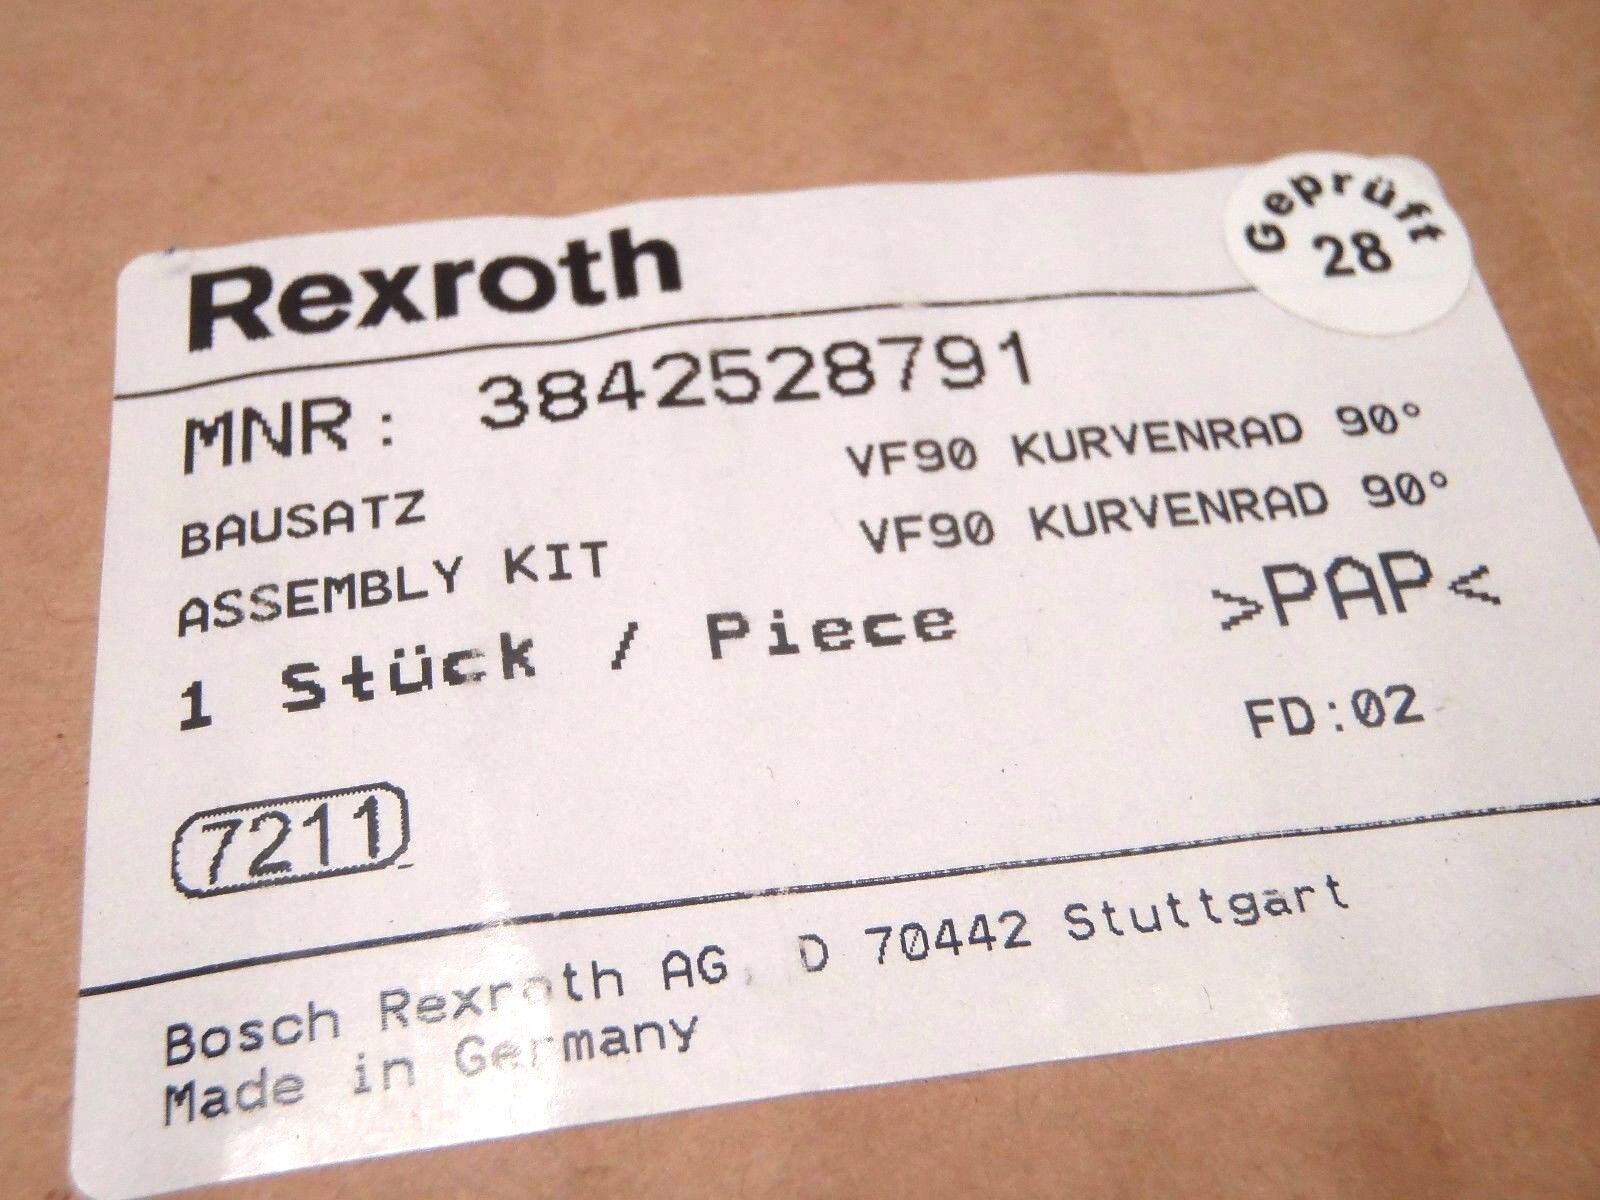 Rexroth
Geprüft
28
MNR: 3842528791
BAUSATZ VF90 KURVENRAD 90°
ASSEMBLY KIT VF90 KURVENRAD 90°
1 Stück / Piece >PAP<
FD:02
7211
Bosch Rexroth AG, D 70442 Stuttgart
Made in Germany